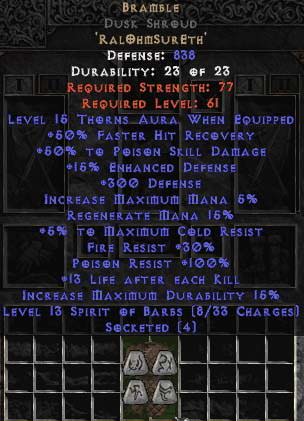 Bramble
Dusk Shroud
'RalOhmSurEth'
Defense: 838
Durability: 23 of 23
Required Strength: 77
Required Level: 61
Level 15 Thorns Aura When Equipped
+50% Faster Hit Recovery
+50% to Poison Skill Damage
+15% Enhanced Defense
+300 Defense
Increase Maximum Mana 5%
Regenerate Mana 15%
+5% to Maximum Cold Resist
Fire Resist +30%
Poison Resist +100%
+13 Life after each Kill
Increase Maximum Durability 15%
Level 13 Spirit of Barbs (8/33 Charges)
Socketed (4)